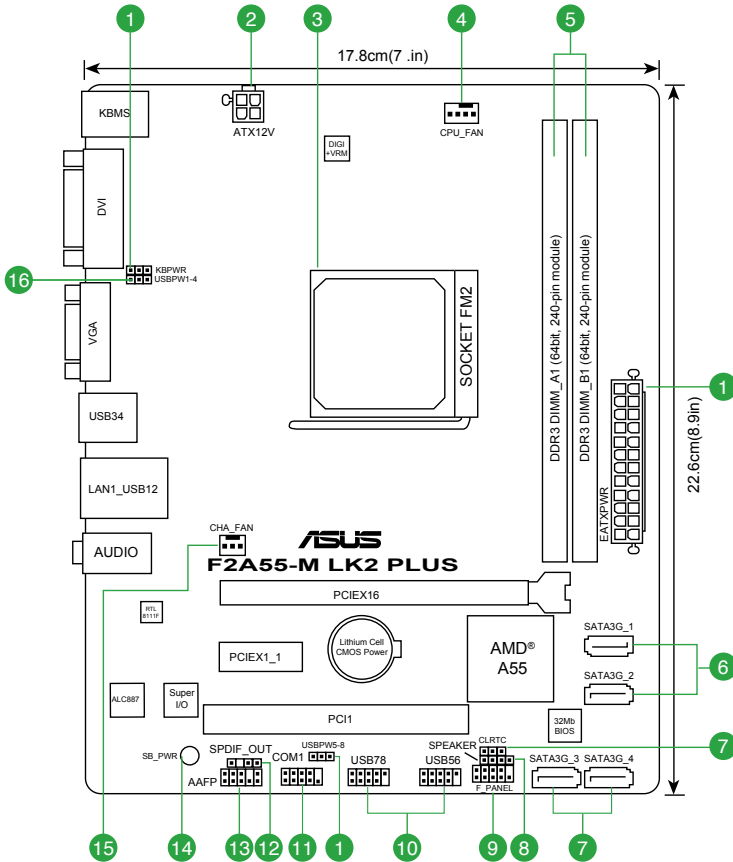 1
2
3
4
5
17.8cm(7 .in)
KBMS
ATX12V
CPU_FAN
DIGI
+VRM
DVI
KBPWR
USBPW1-4
16
VGA
SOCKET FM2
DDR3 DIMM_A1 (64bit, 240-pin module)
DDR3 DIMM_B1 (64bit, 240-pin module)
1
22.6cm(8.9in)
EATXPWR
USB34
LAN1_USB12
AUDIO
CHA_FAN
ASUS
F2A55-M LK2 PLUS
PCIEX16
RTL
8111F
PCIEX1_1
Lithium Cell
CMOS Power
AMD®
A55
SATA3G_1
6
SATA3G_2
ALC887
Super
I/O
PCI1
32Mb
BIOS
SB_PWR
SPDIF_OUT
AAFP
COM1
USBPW5-8
USB78
SPEAKER
USB56
CLRTC
F_PANEL
7
SATA3G_3
SATA3G_4
15
14
13
12
11
1
10
9
8
7